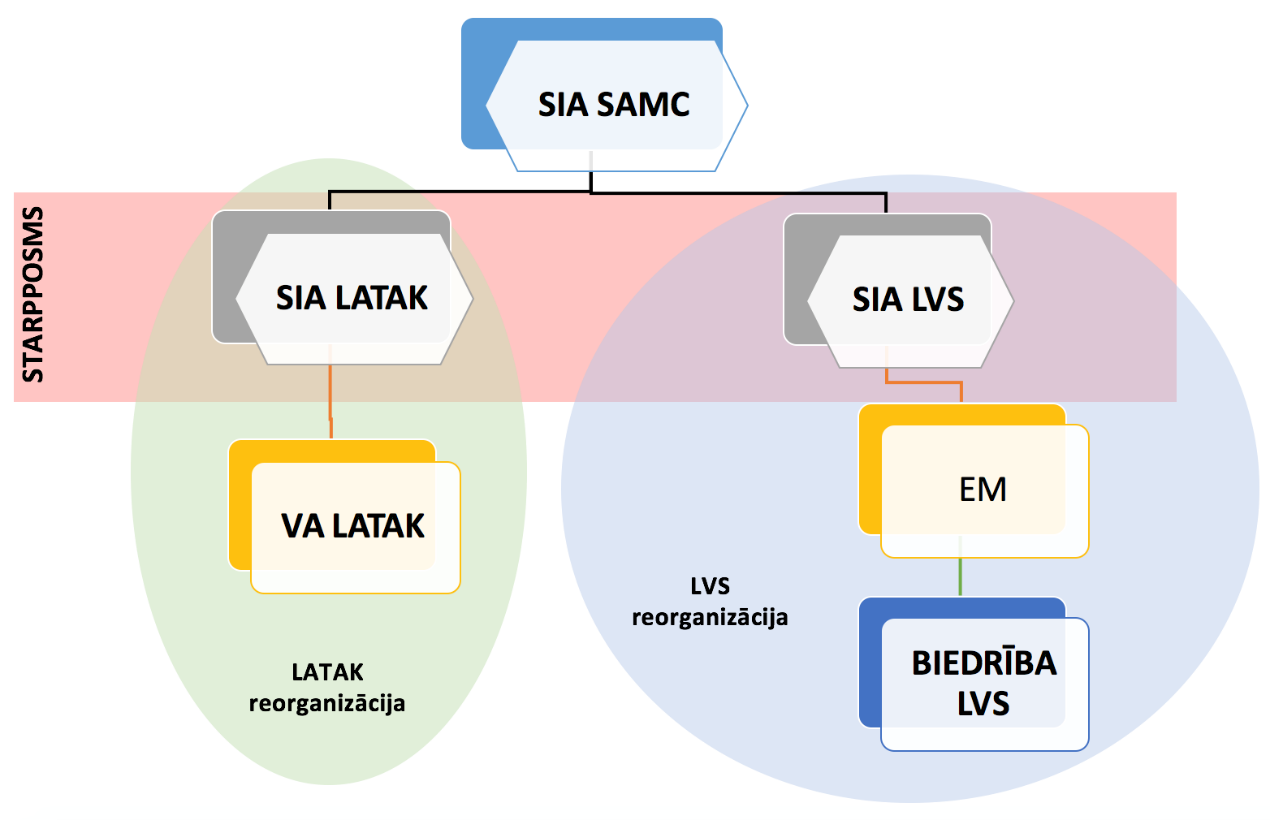 SIA SAMC
STARPPOSMS
SIA LATAK
SIA LVS
VA LATAK
EM
LVS
reorganizācija
LATAK
reorganizācija
BIEDRĪBA
LVS